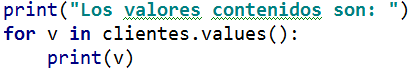 print("Los valores contenidos son: ")
for v in clientes.values():
    print(v)